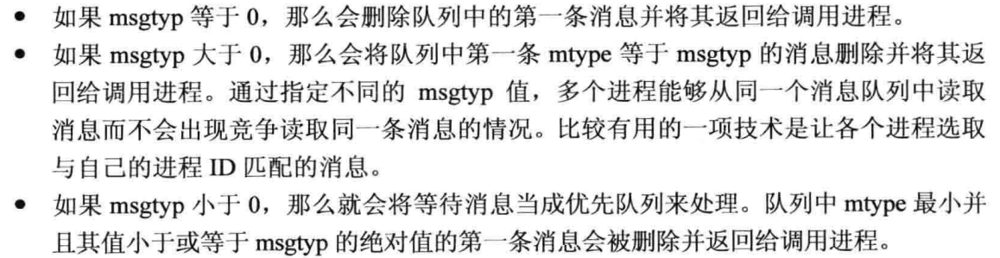 ● 如果 msgtyp 等于 0，那么会删除队列中的第一条消息并将其返回给调用进程。
● 如果 msgtyp 大于 0，那么会将队列中第一条 mtype 等于 msgtyp 的消息删除并将其返
回给调用进程。通过指定不同的 msgtyp 值，多个进程能够从同一个消息队列中读取
消息而不会出现竞争读取同一条消息的情况。比较有用的一项技术是让各个进程选取
与自己的进程 ID 匹配的消息。
● 如果 msgtyp 小于 0，那么就会将等待消息当成优先队列来处理。队列中 mtype 最小并
且其值小于或等于 msgtyp 的绝对值的第一条消息会被删除并返回给调用进程。